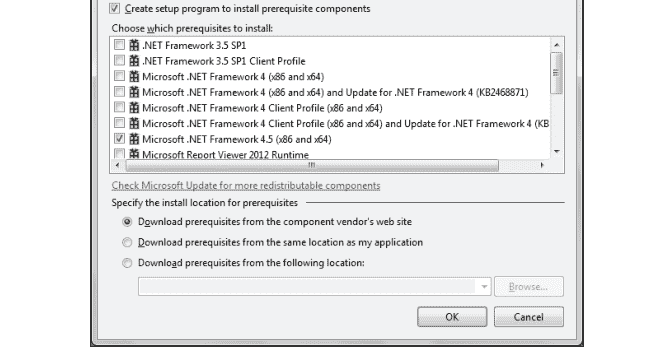 Create setup program to install prerequisite components
Choose which prerequisites to install:
.NET Framework 3.5 SP1
.NET Framework 3.5 SP1 Client Profile
Microsoft .NET Framework 4 (x86 and x64)
Microsoft .NET Framework 4 (x86 and x64) and Update for .NET Framework 4 (KB2468871)
Microsoft .NET Framework 4 Client Profile (x86 and x64)
Microsoft .NET Framework 4 Client Profile (x86 and x64) and Update for .NET Framework 4 (KB
Microsoft .NET Framework 4.5 (x86 and x64)
Microsoft Report Viewer 2012 Runtime
Check Microsoft Update for more redistributable components
Specify the install location for prerequisites
Download prerequisites from the component vendor's web site
Download prerequisites from the same location as my application
Download prerequisites from the following location:
Browse...
OK Cancel